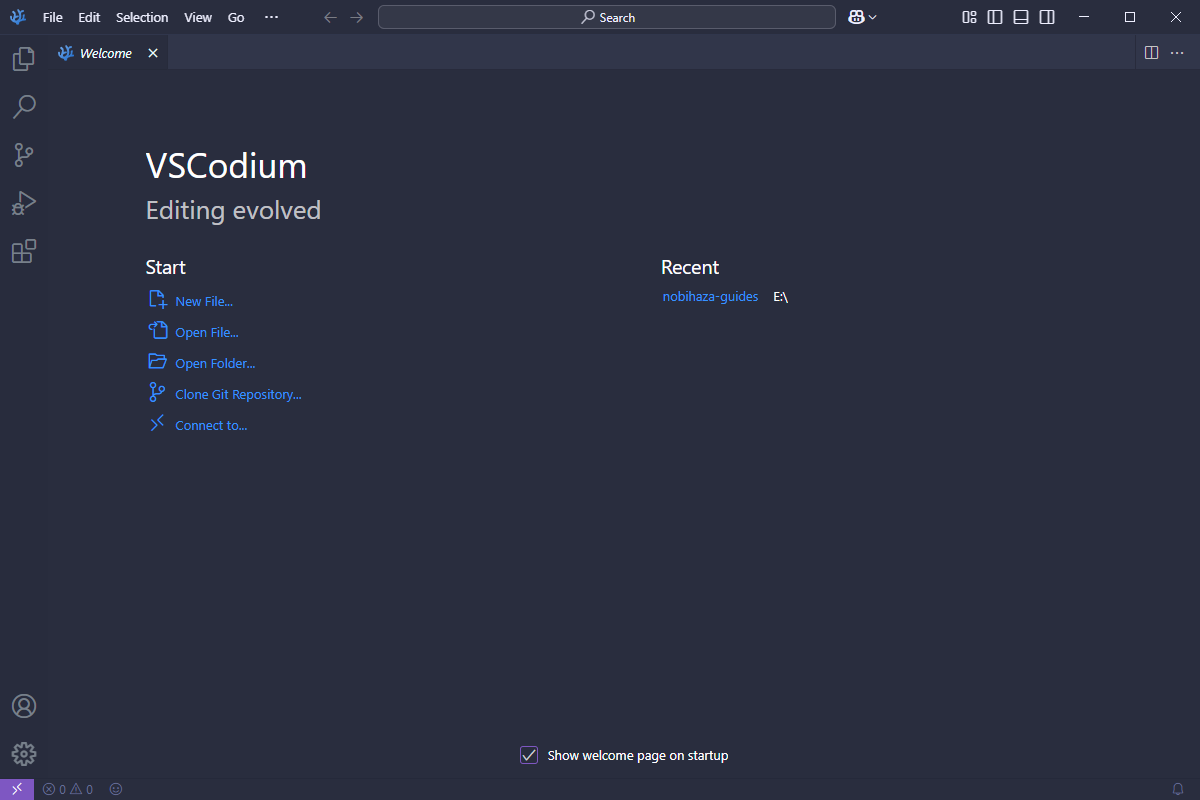 File Edit Selection View Go ··· Search
Welcome
VSCodium
Editing evolved
Start
New File...
Open File...
Open Folder...
Clone Git Repository...
Connect to...
Recent
nobihaza-guides E:\
Show welcome page on startup
0 0